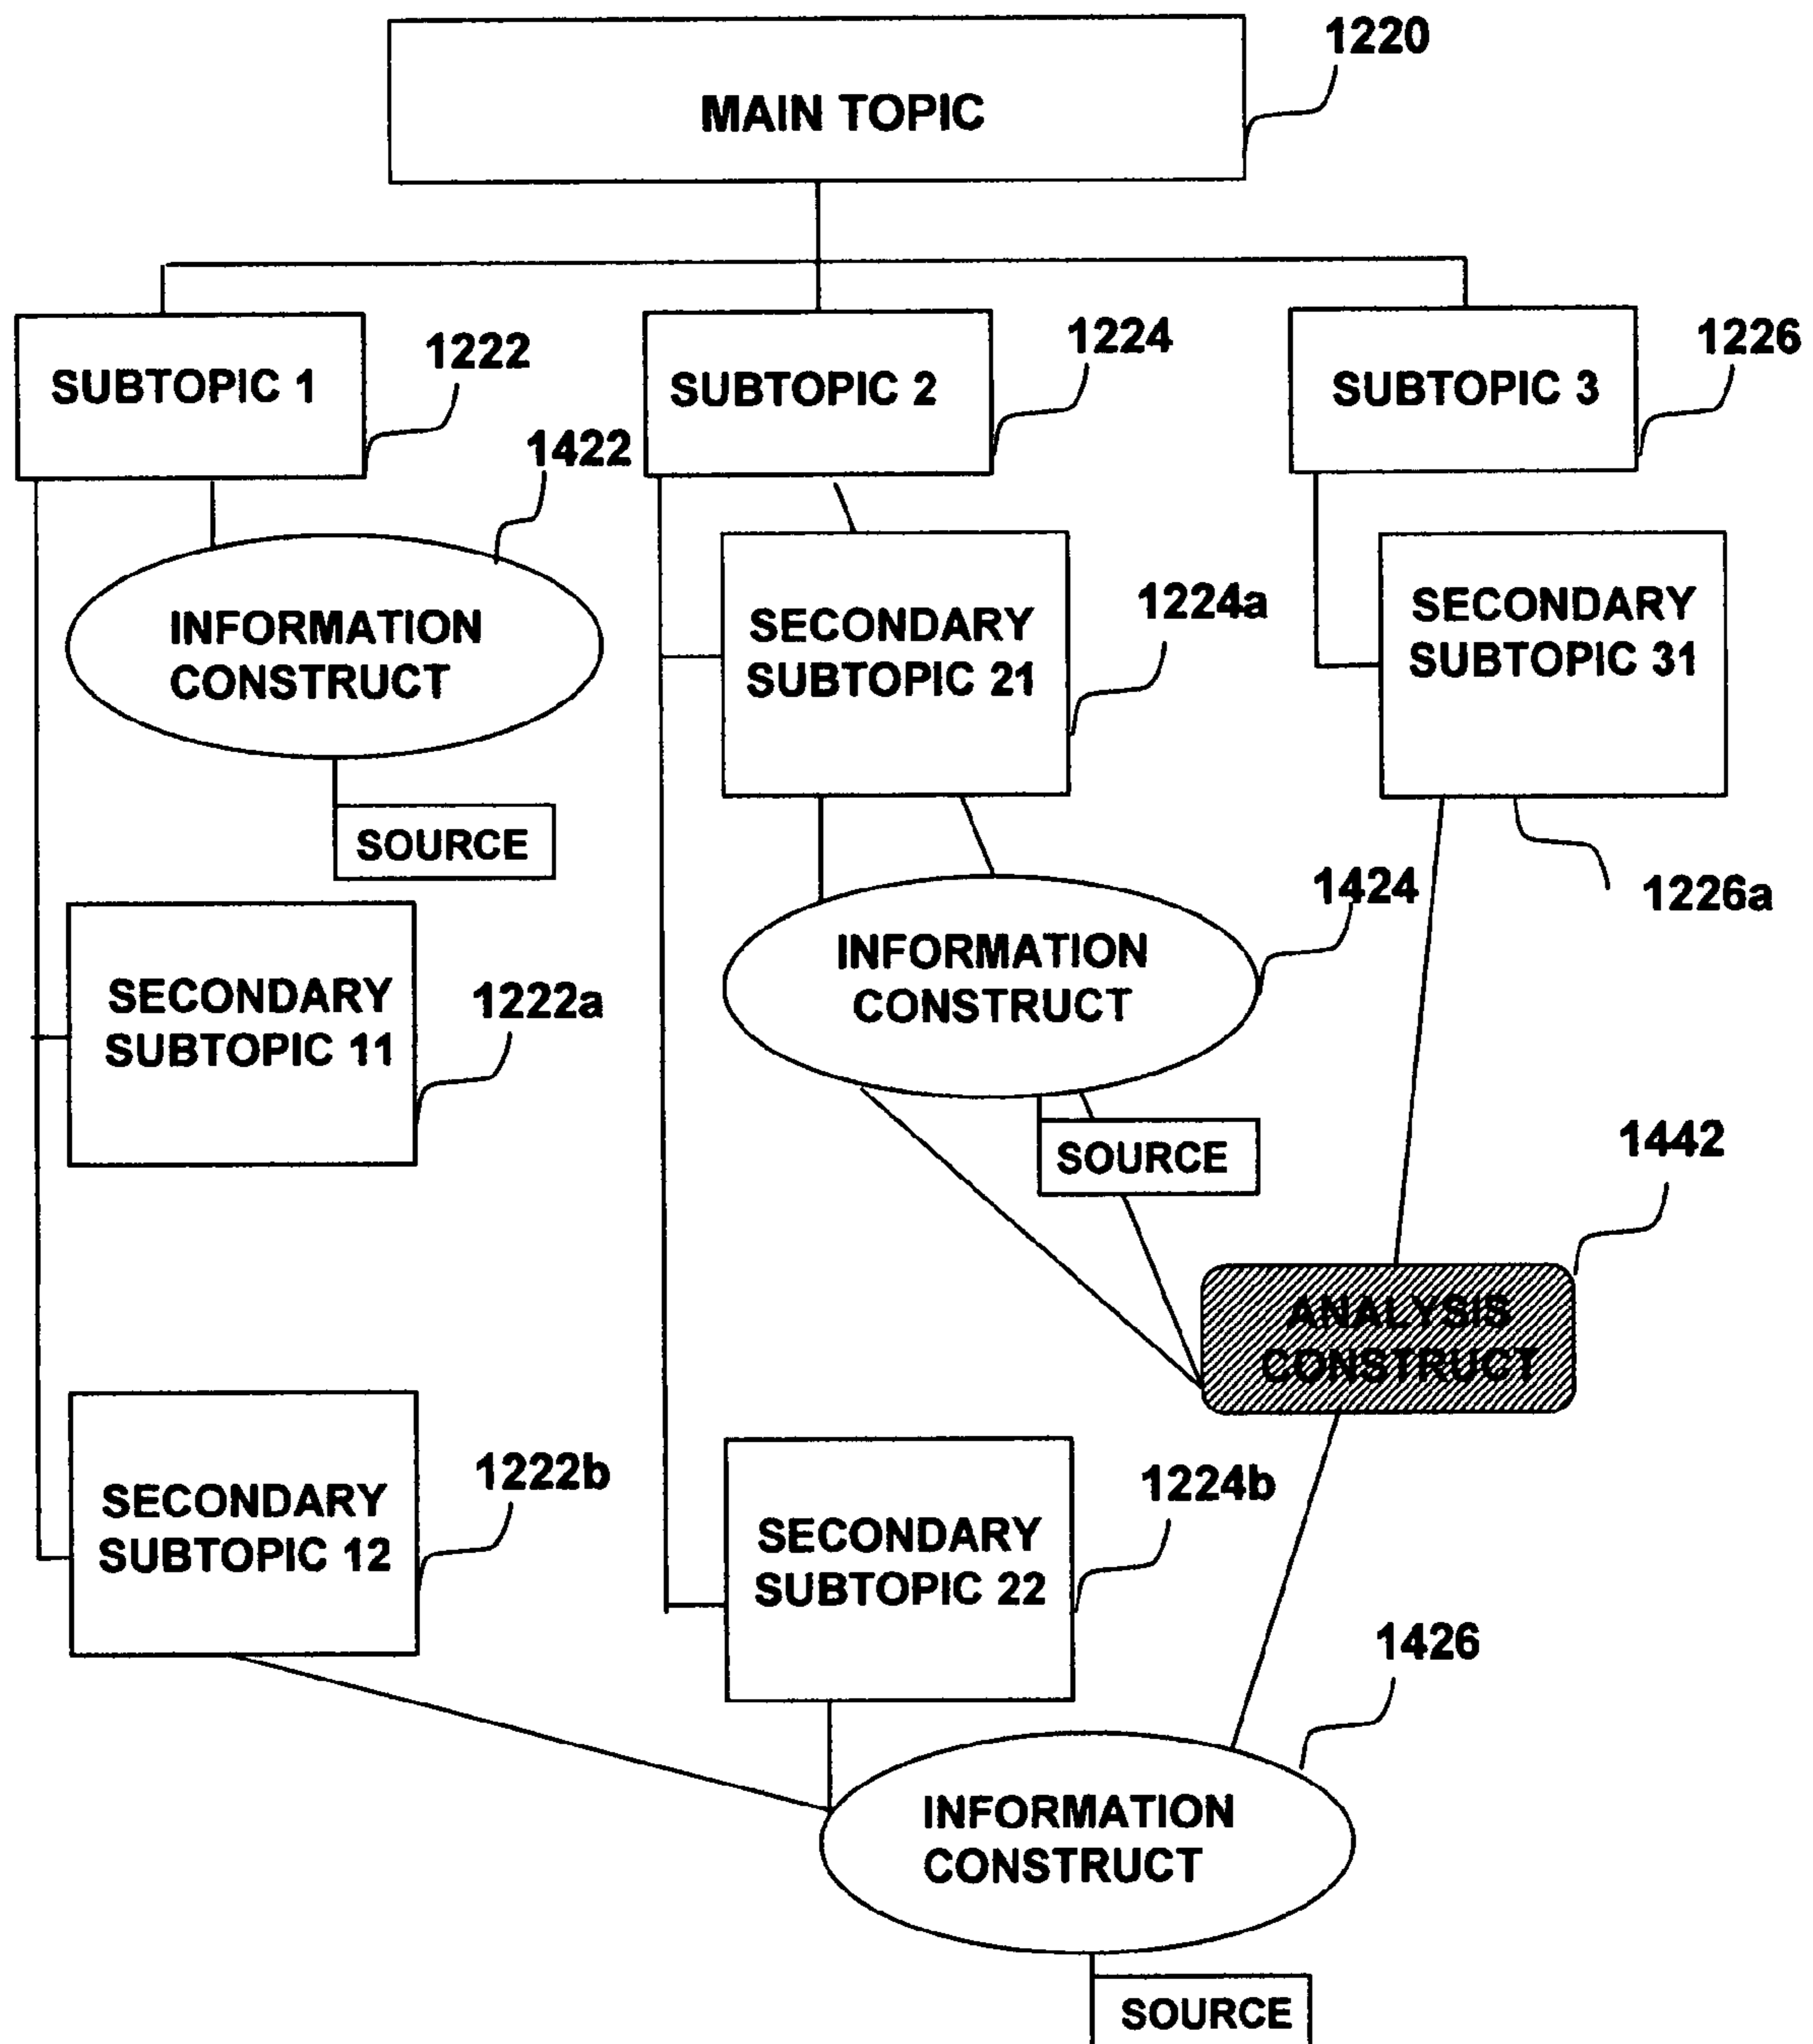 1220
MAIN TOPIC
1222
1224
1226
SUBTOPIC 1
SUBTOPIC 2
SUBTOPIC 3
1422
INFORMATION
CONSTRUCT
SOURCE
1224a
SECONDARY
SUBTOPIC 21
SECONDARY
SUBTOPIC 31
1226a
1424
INFORMATION
CONSTRUCT
SOURCE
SECONDARY
SUBTOPIC 11
1222a
1442
ANALYSIS
CONSTRUCT
SECONDARY
SUBTOPIC 12
1222b
SECONDARY
SUBTOPIC 22
1224b
1426
INFORMATION
CONSTRUCT
SOURCE